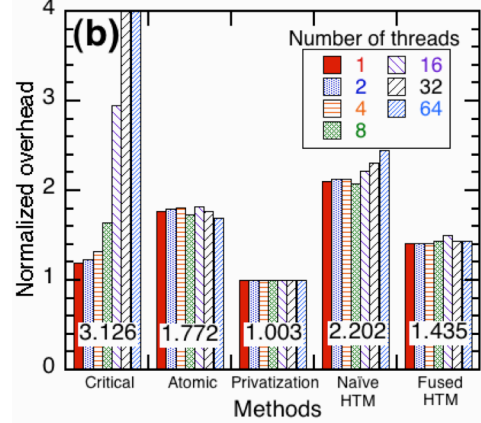 4
(b)
Number of threads
1
16
2
32
4
64
8
3
2
1
0
Normalized overhead
3.126
1.772
1.003
2.202
1.435
Critical
Atomic
Privatization
Naïve
HTM
Fused
HTM
Methods